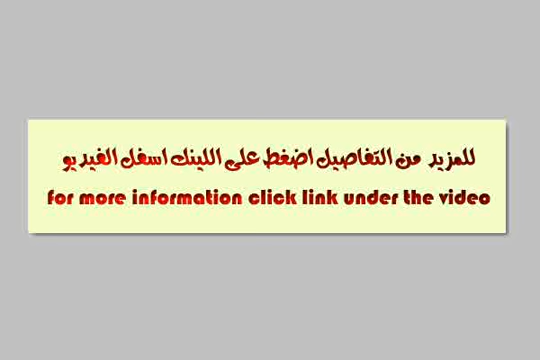 للمزيد من التفاصيل اضغط على اللينك اسفل الفيديو
for more information click link under the video